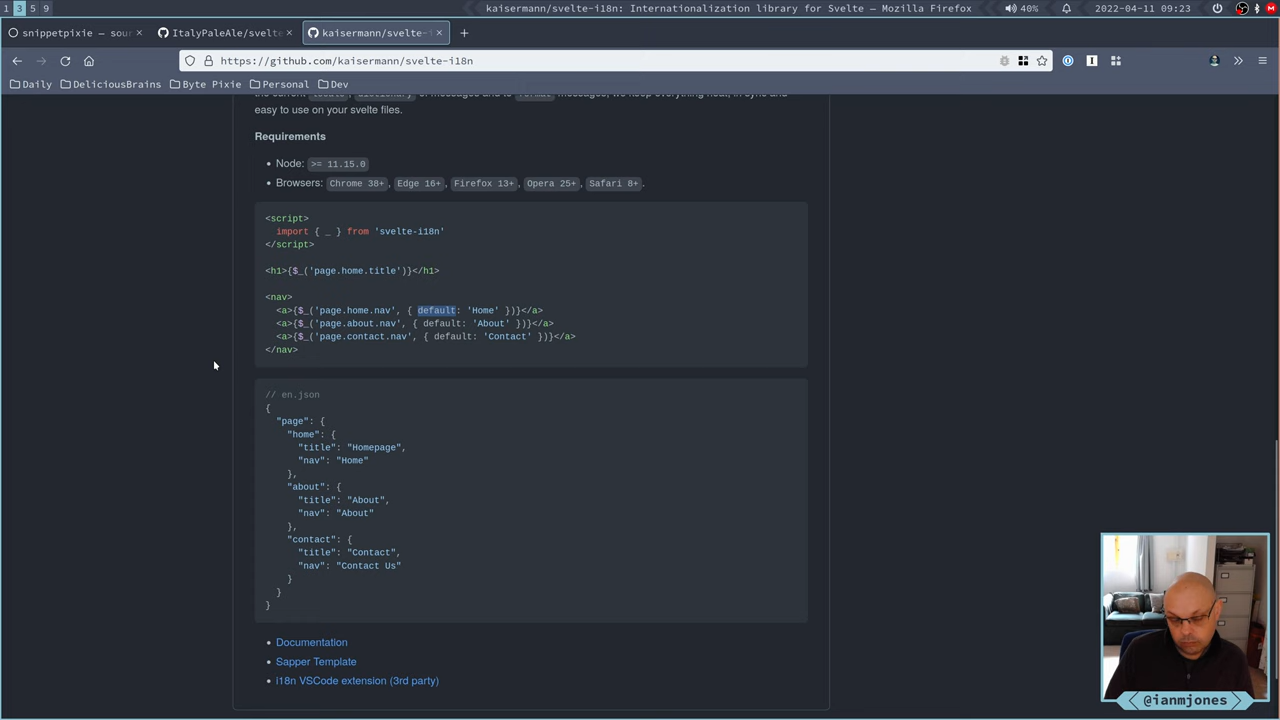 1 3 5 9 kaisermann/svelte-i18n: Internationalization library for Svelte — Mozilla Firefox 40% 2022-04-11 09:23
snippetpixie — sour × ItalyPaleAle/svelte × kaisermann/svelte-i × +
https://github.com/kaisermann/svelte-i18n
Daily DeliciousBrains Byte Pixie Personal Dev
easy to use on your svelte files.
Requirements
• Node: >= 11.15.0
• Browsers: Chrome 38+, Edge 16+, Firefox 13+, Opera 25+, Safari 8+.
<script>
import { _ } from 'svelte-i18n'
</script>
<h1>{$_('page.home.title')}</h1>
<nav>
<a>{$_('page.home.nav', { default: 'Home' })}</a>
<a>{$_('page.about.nav', { default: 'About' })}</a>
<a>{$_('page.contact.nav', { default: 'Contact' })}</a>
</nav>
// en.json
{
"page": {
"home": {
"title": "Homepage",
"nav": "Home"
},
"about": {
"title": "About",
"nav": "About"
},
"contact": {
"title": "Contact",
"nav": "Contact Us"
}
}
}
• Documentation
• Sapper Template
• i18n VSCode extension (3rd party)
@ianmjones